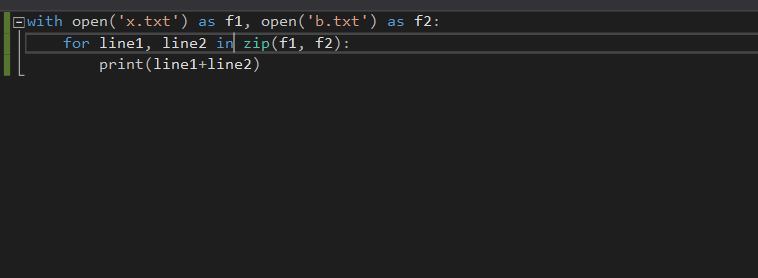 with open('x.txt') as f1, open('b.txt') as f2:
    for line1, line2 in zip(f1, f2):
        print(line1+line2)